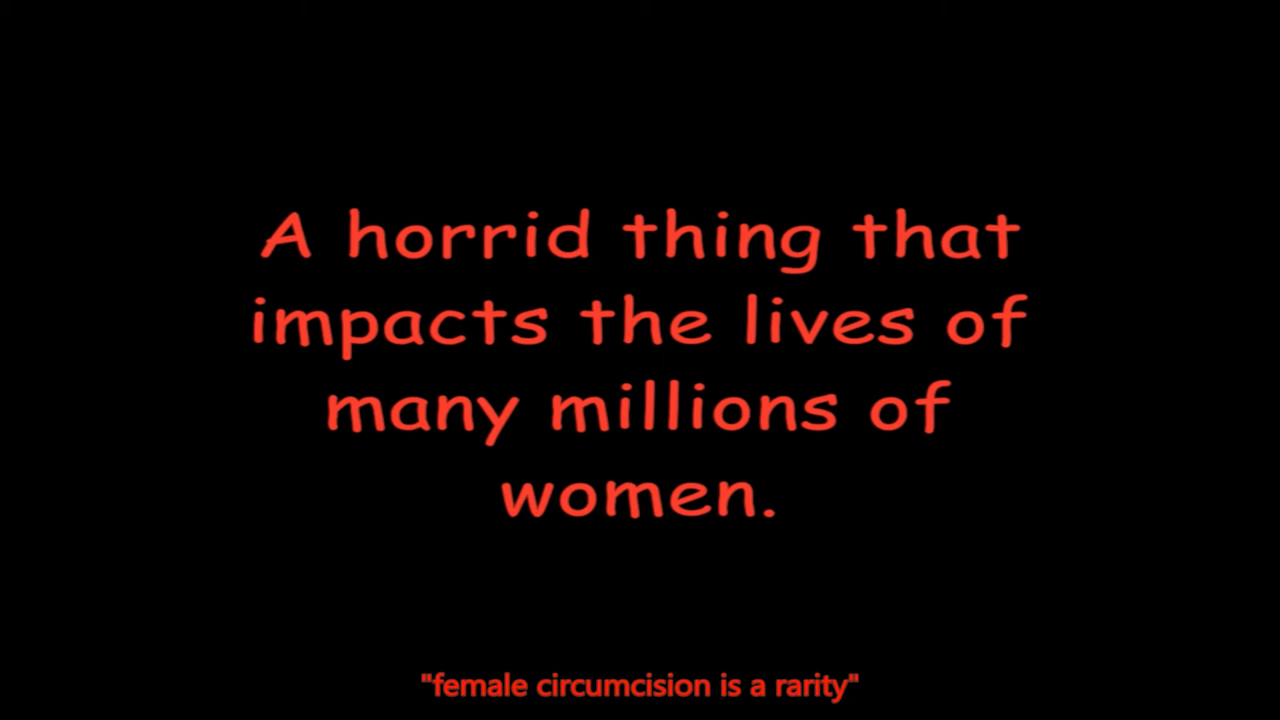 A horrid thing that
impacts the lives of
many millions of
women.
"female circumcision is a rarity"